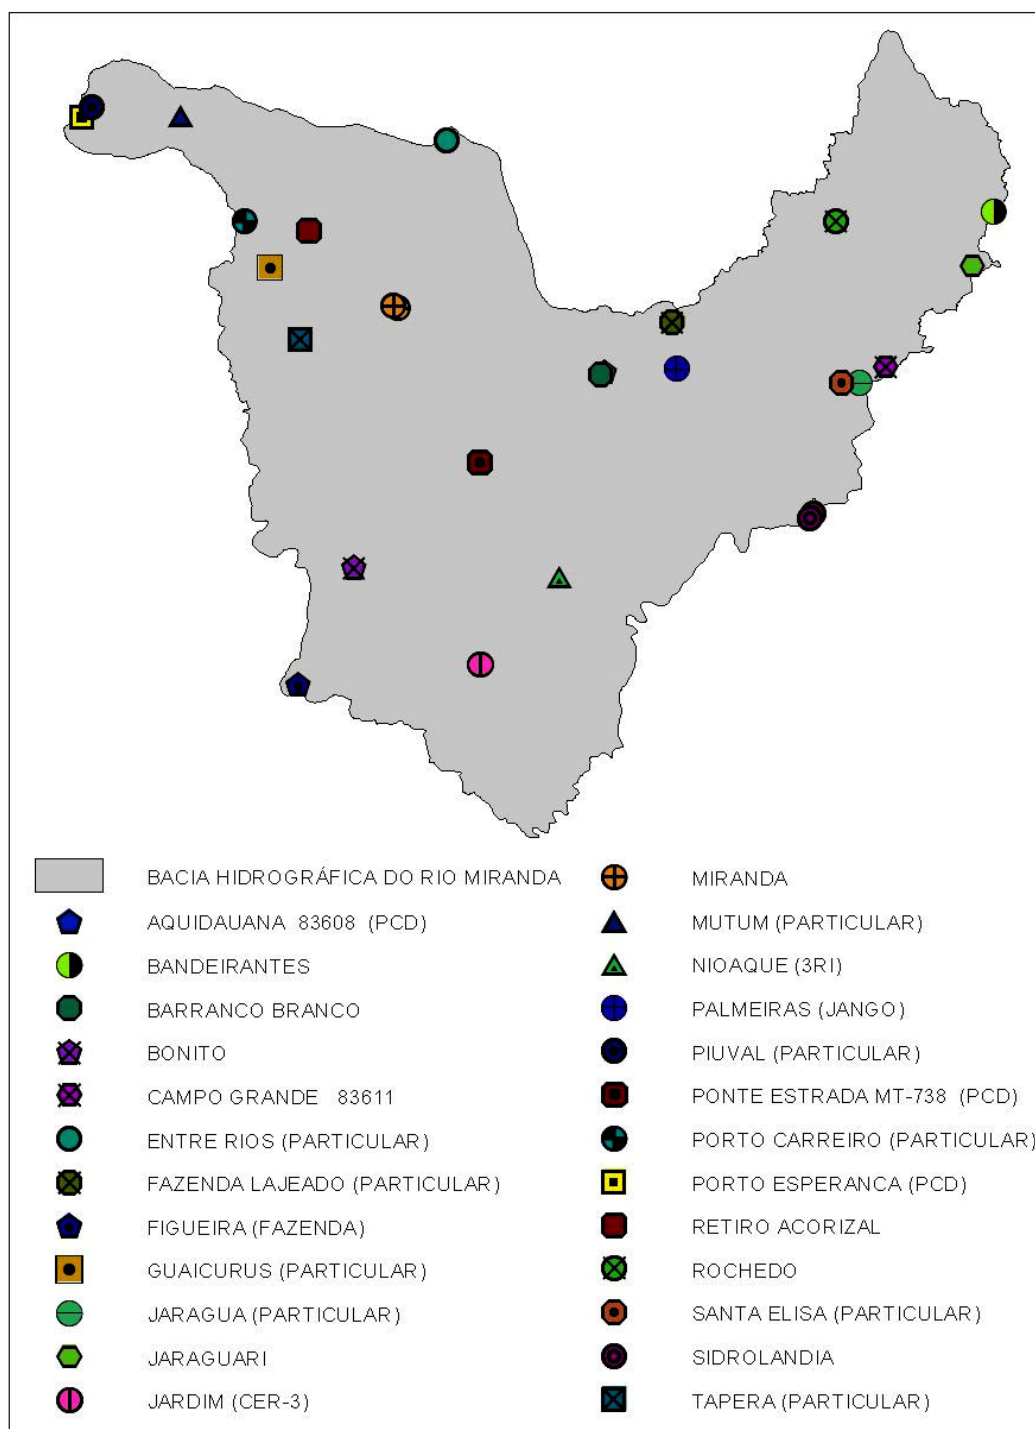 BACIA HIDROGRÁFICA DO RIO MIRANDA
AQUIDAUANA 83608 (PCD)
BANDEIRANTES
BARRANCO BRANCO
BONITO
CAMPO GRANDE 83611
ENTRE RIOS (PARTICULAR)
FAZENDA LAJEADO (PARTICULAR)
FIGUEIRA (FAZENDA)
GUAICURUS (PARTICULAR)
JARAGUA (PARTICULAR)
JARAGUARI
JARDIM (CER-3)
MIRANDA
MUTUM (PARTICULAR)
NIOAQUE (3RI)
PALMEIRAS (JANGO)
PIUVAL (PARTICULAR)
PONTE ESTRADA MT-738 (PCD)
PORTO CARREIRO (PARTICULAR)
PORTO ESPERANCA (PCD)
RETIRO ACORIZAL
ROCHEDO
SANTA ELISA (PARTICULAR)
SIDROLANDIA
TAPERA (PARTICULAR)